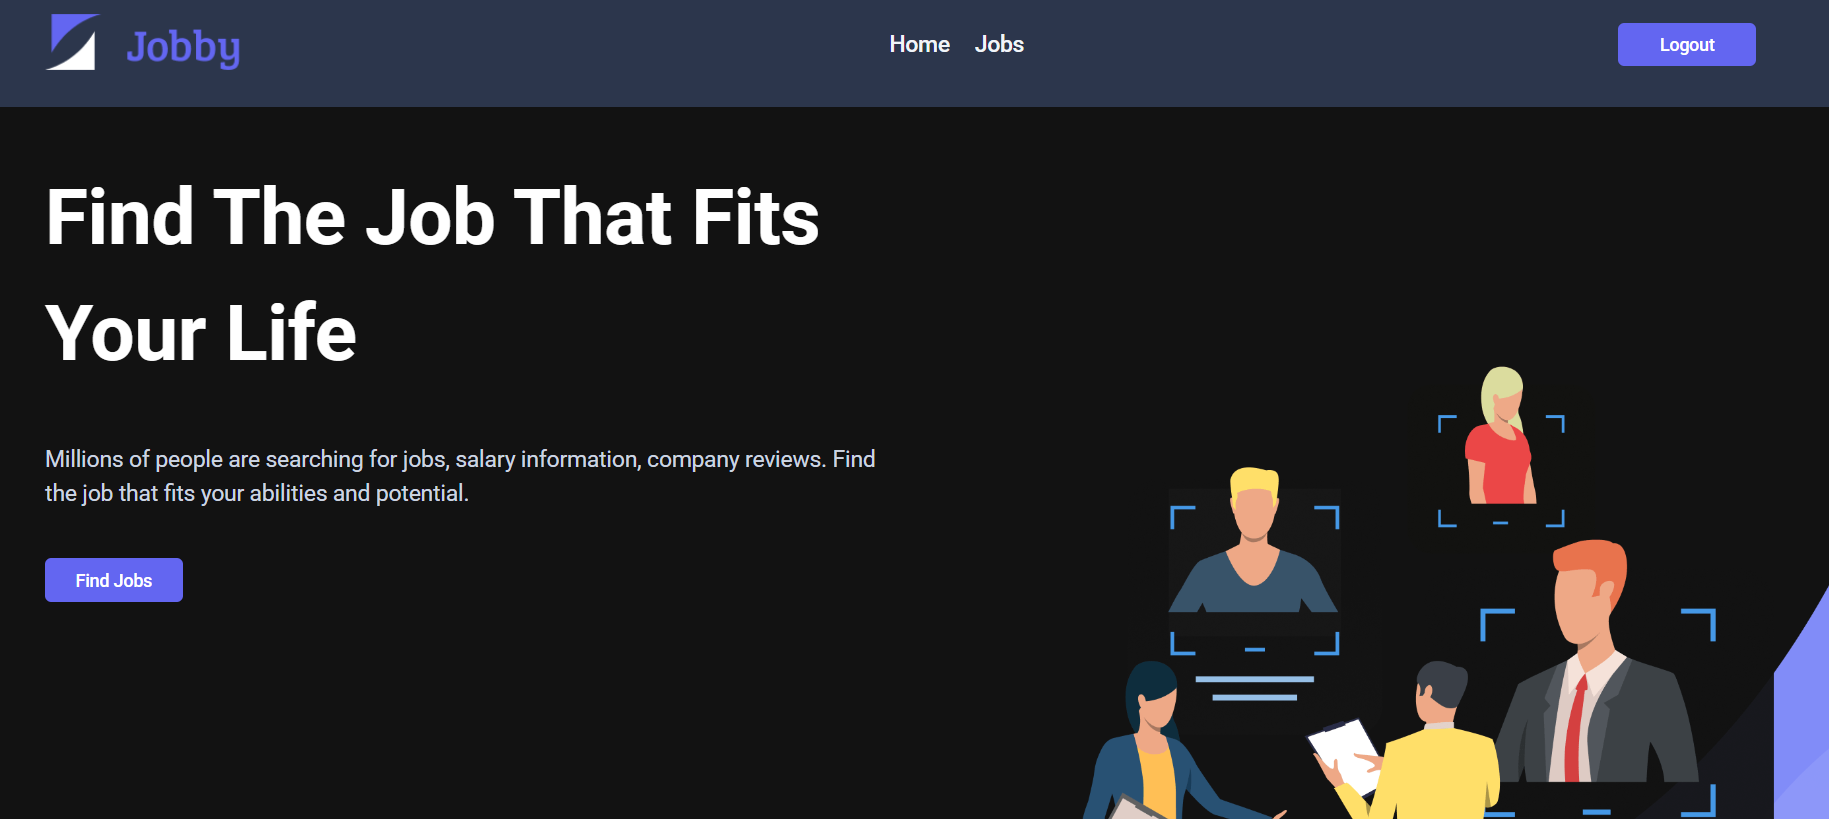 Jobby
Home Jobs
Logout
Find The Job That Fits
Your Life
Millions of people are searching for jobs, salary information, company reviews. Find
the job that fits your abilities and potential.
Find Jobs